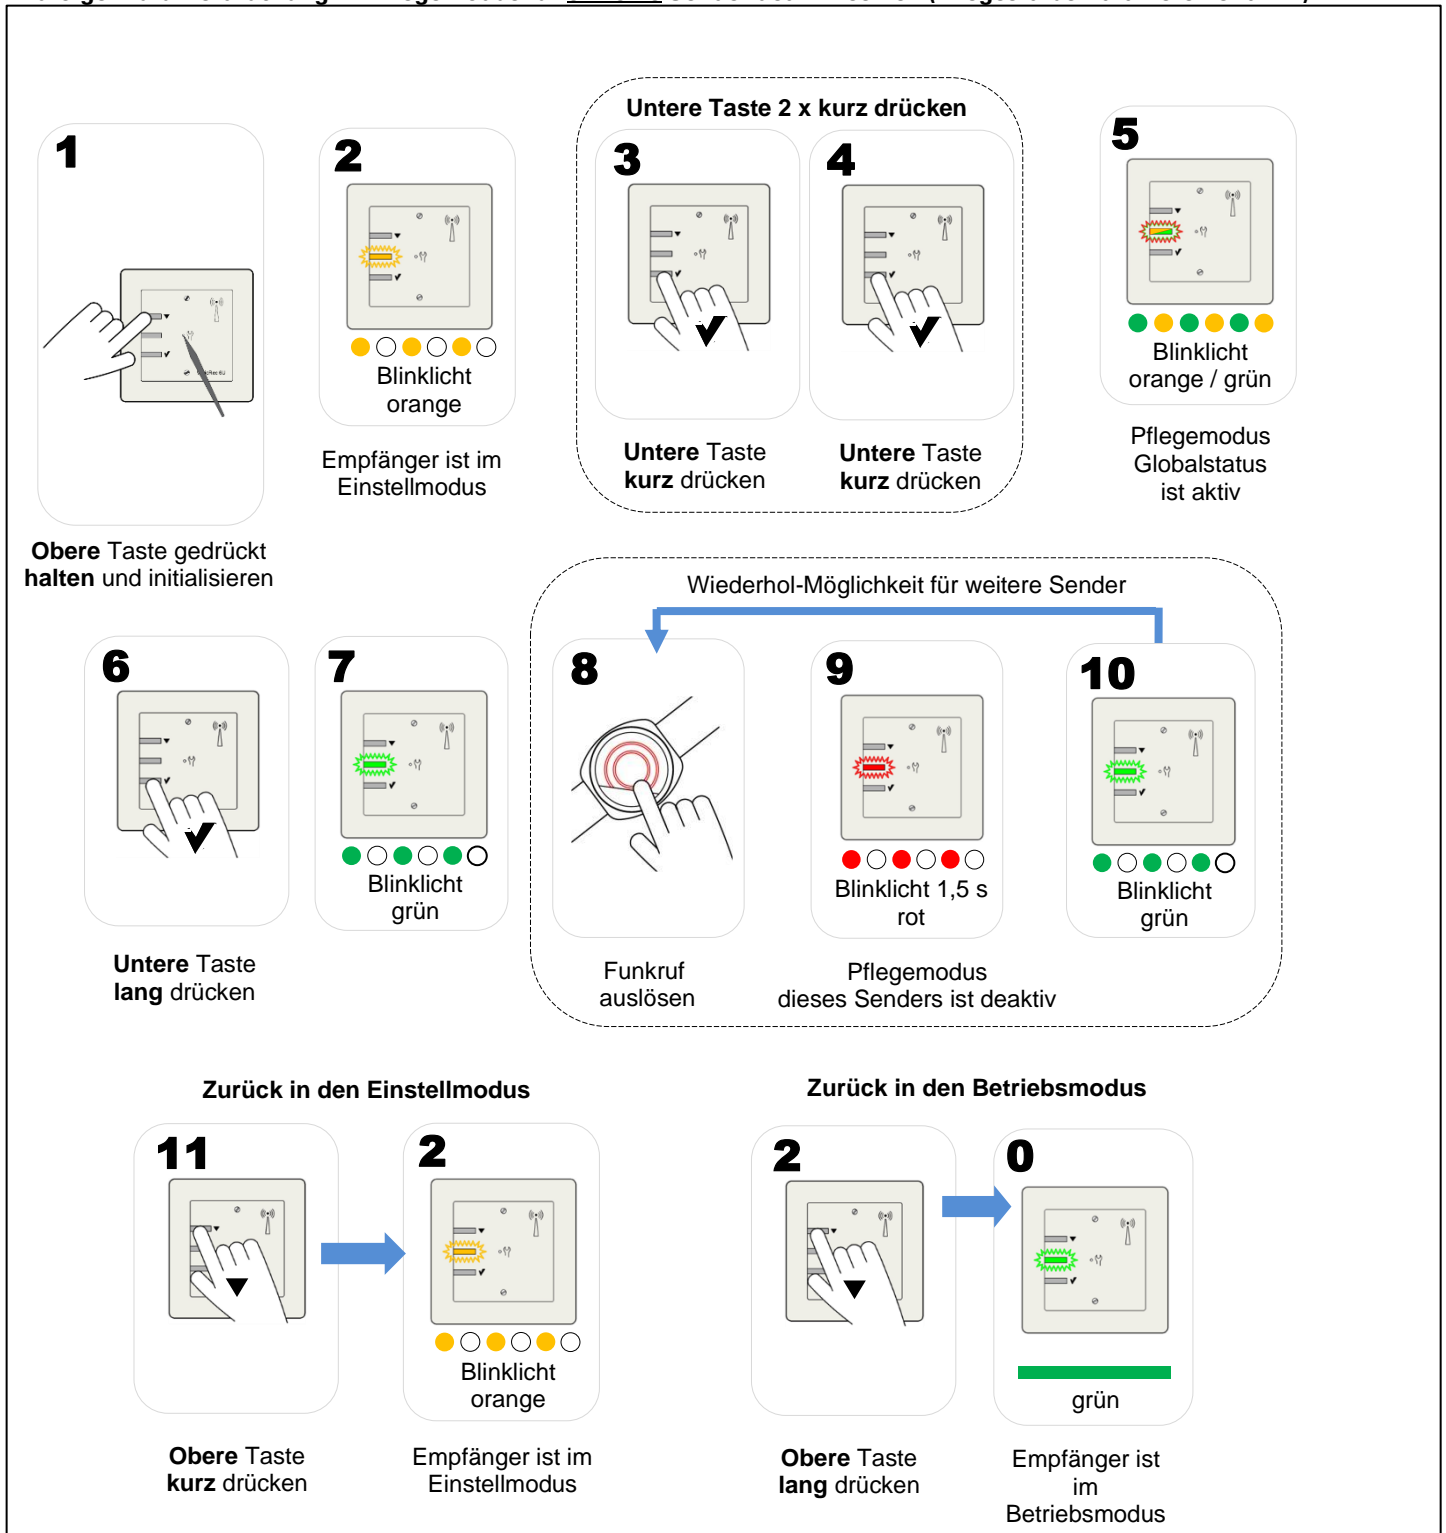 Untere Taste 2 x kurz drücken
1
2
3
4
5
Blinklicht
orange
Blinklicht
orange / grün
Empfänger ist im
Einstellmodus
Untere Taste
kurz drücken
Untere Taste
kurz drücken
Pflegemodus
Globalstatus
ist aktiv
Obere Taste gedrückt
halten und initialisieren
Wiederhol-Möglichkeit für weitere Sender
6
7
8
9
10
Blinklicht
grün
Blinklicht 1,5 s
rot
Blinklicht
grün
Untere Taste
lang drücken
Funkruf
auslösen
Pflegemodus
dieses Senders ist deaktiv
Zurück in den Einstellmodus
Zurück in den Betriebsmodus
11
2
2
0
Blinklicht
orange
grün
Obere Taste
kurz drücken
Empfänger ist im
Einstellmodus
Obere Taste
lang drücken
Empfänger ist
im
Betriebsmodus